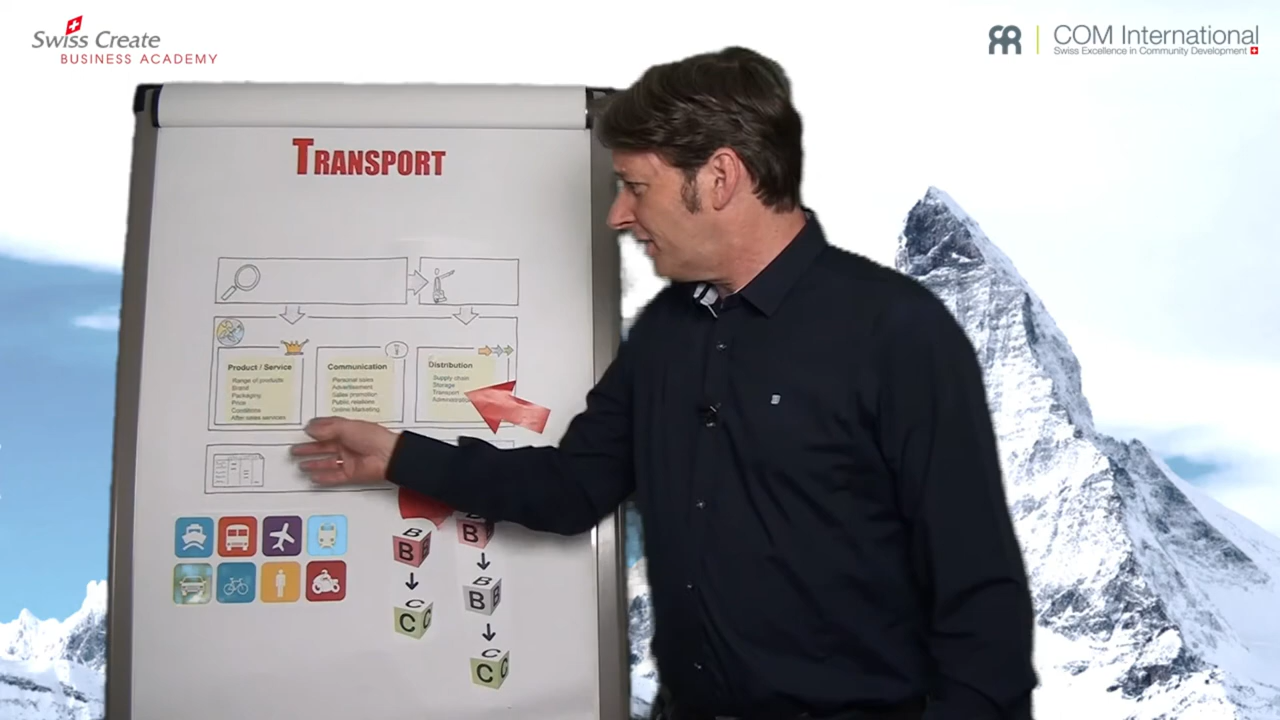 Swiss Create
BUSINESS ACADEMY
COM International
Swiss Excellence in Community Development
TRANSPORT
Product / Service
Range of products
Brand
Packaging
Price
Conditions
After sales services
Communication
Personal sales
Advertisement
Sales promotion
Public relations
Online Marketing
Distribution
Supply chain
Storage
Transport
B
B
B
B
C
C
B
B
B
C
C